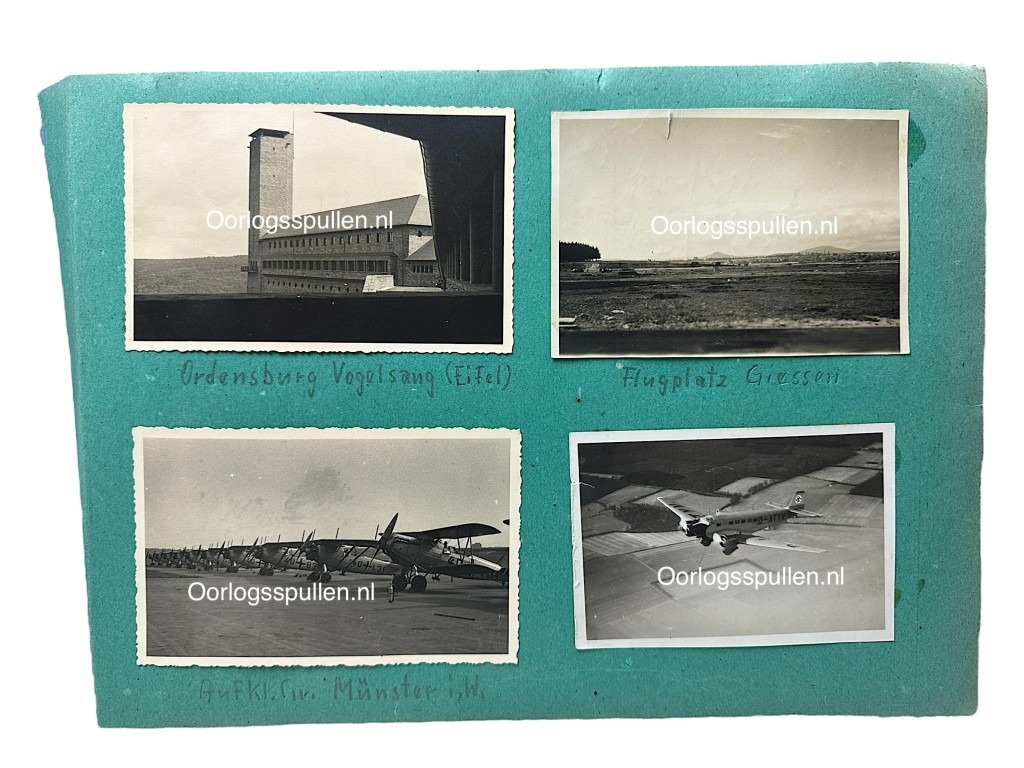 Oorlogsspullen.nl
Oorlogsspullen.nl
Ordensburg Vogelsang (Eifel)
Flugplatz Giessen
Oorlogsspullen.nl
Oorlogsspullen.nl
Aufkl. Gr. Münster i.W.